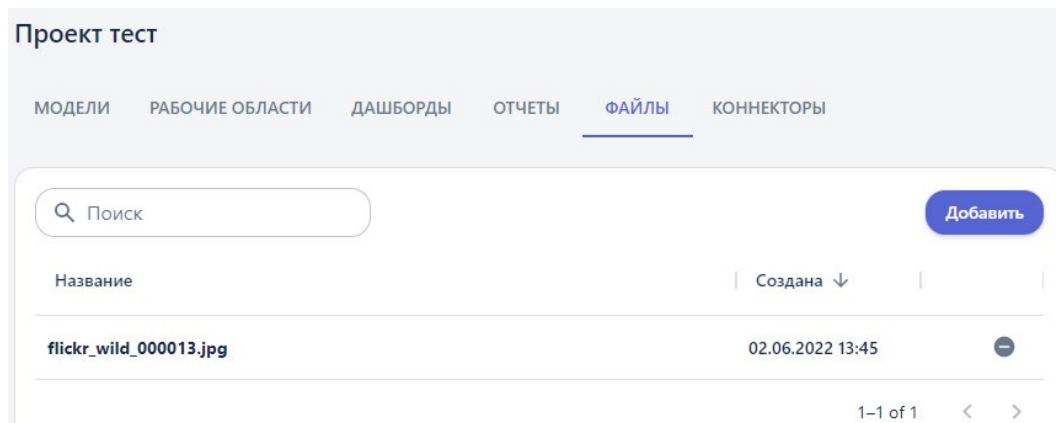 Проект тест
МОДЕЛИ РАБОЧИЕ ОБЛАСТИ ДАШБОРДЫ ОТЧЕТЫ ФАЙЛЫ КОННЕКТОРЫ
Поиск Добавить
Название Создана
flickr_wild_000013.jpg 02.06.2022 13:45
1–1 of 1